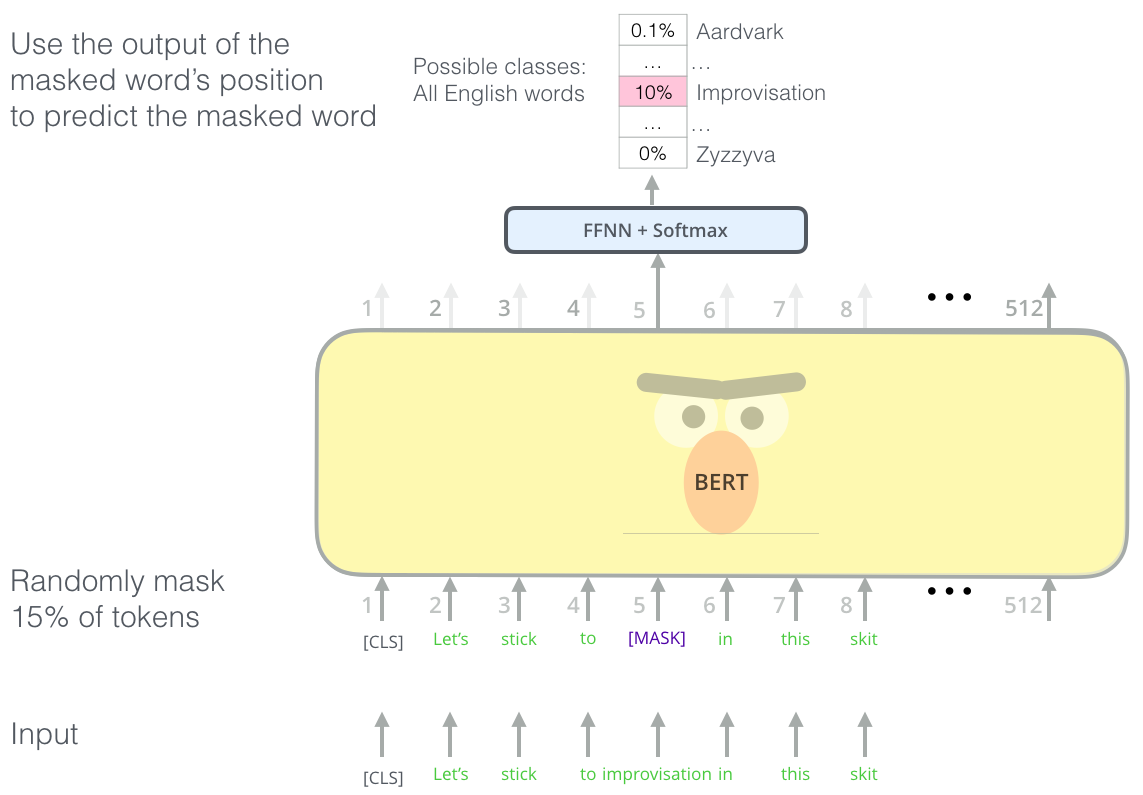 Use the output of the
masked word's position
to predict the masked word
Possible classes:
All English words
0.1% Aardvark
... ...
10% Improvisation
... ...
0% Zyzzyva
FFNN + Softmax
1 2 3 4 5 6 7 8 ••• 512
BERT
Randomly mask
15% of tokens
1 2 3 4 5 6 7 8 ••• 512
[CLS] Let's stick to [MASK] in this skit
Input
[CLS] Let's stick to improvisation in this skit